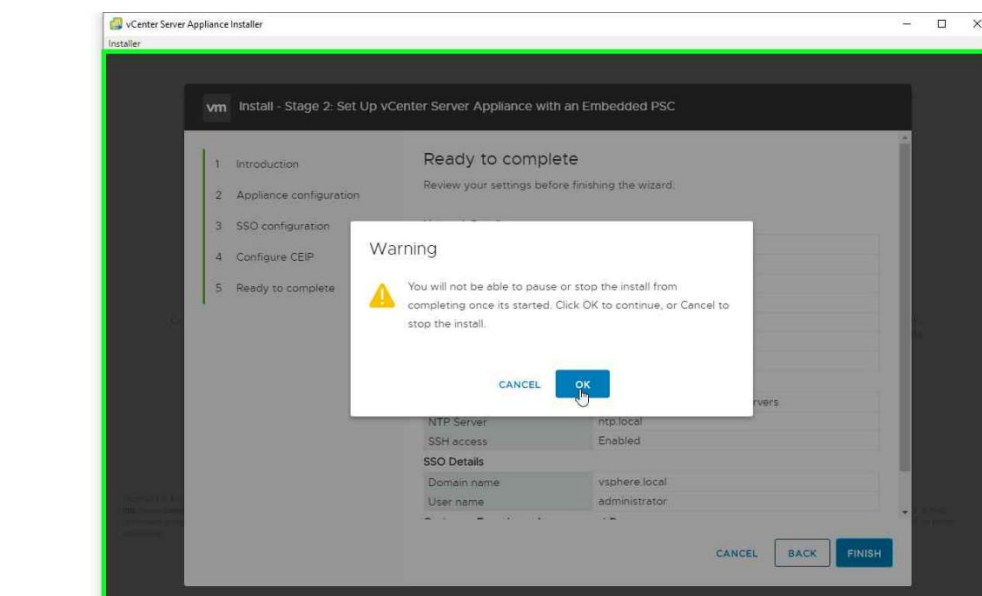 vCenter Server Appliance Installer
Installer
vm Install - Stage 2: Set Up vCenter Server Appliance with an Embedded PSC
1 Introduction
2 Appliance configuration
3 SSO configuration
4 Configure CEIP
5 Ready to complete
Ready to complete
Review your settings before finishing the wizard.
Warning
You will not be able to pause or stop the install from
completing once its started. Click OK to continue, or Cancel to
stop the install.
CANCEL OK
NTP Server ntp.local
SSH access Enabled
SSO Details
Domain name vsphere.local
User name administrator
CANCEL BACK FINISH